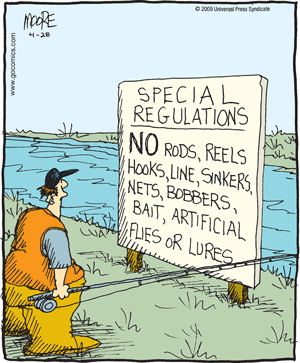 MOORE
4-28
© 2009 Universal Press Syndicate
www.gocomics.com
SPECIAL
REGULATIONS
NO RODS, REELS
HOOKS, LINE, SINKERS,
NETS, BOBBERS,
BAIT, ARTIFICIAL
FLIES OR LURES